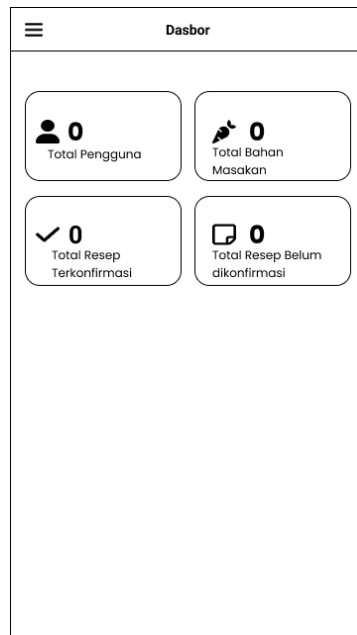 Dasbor
0
Total Pengguna
0
Total Bahan
Masakan
0
Total Resep
Terkonfirmasi
0
Total Resep Belum
dikonfirmasi